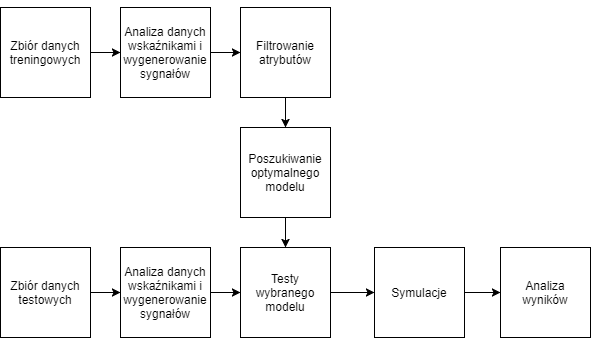 Zbiór danych
treningowych
Analiza danych
wskaźnikami i
wygenerowanie
sygnałów
Filtrowanie
atrybutów
Poszukiwanie
optymalnego
modelu
Zbiór danych
testowych
Analiza danych
wskaźnikami i
wygenerowanie
sygnałów
Testy
wybranego
modelu
Symulacje
Analiza
wyników